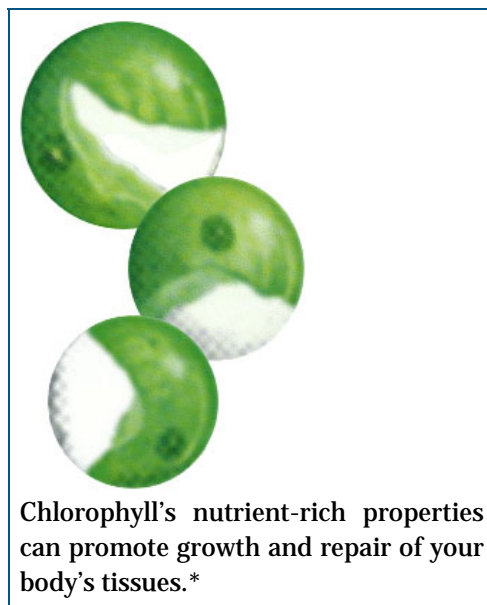 Chlorophyll’s nutrient-rich properties
can promote growth and repair of your
body’s tissues.*